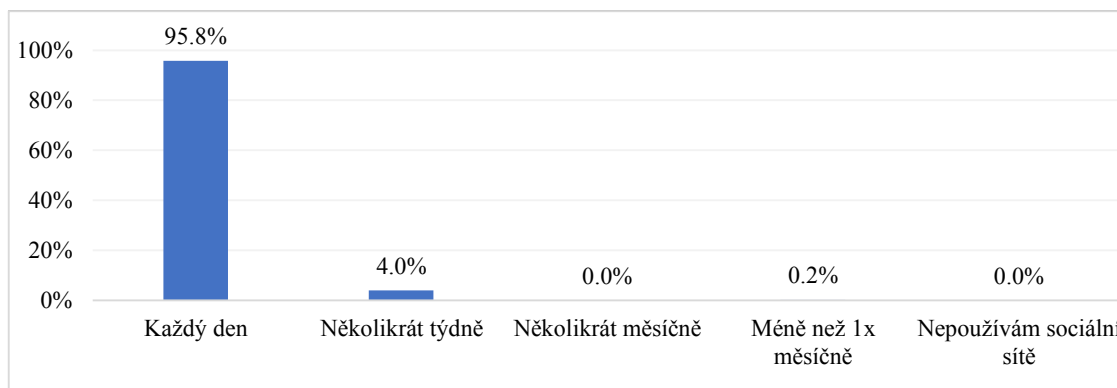 95.8%
100%
80%
60%
40%
20%
4.0%
0.0%
0.2%
0.0%
0%
Každý den
Několikrát týdně
Několikrát měsíčně
Méně než 1x
měsíčně
Nepoužívám sociální
sítě